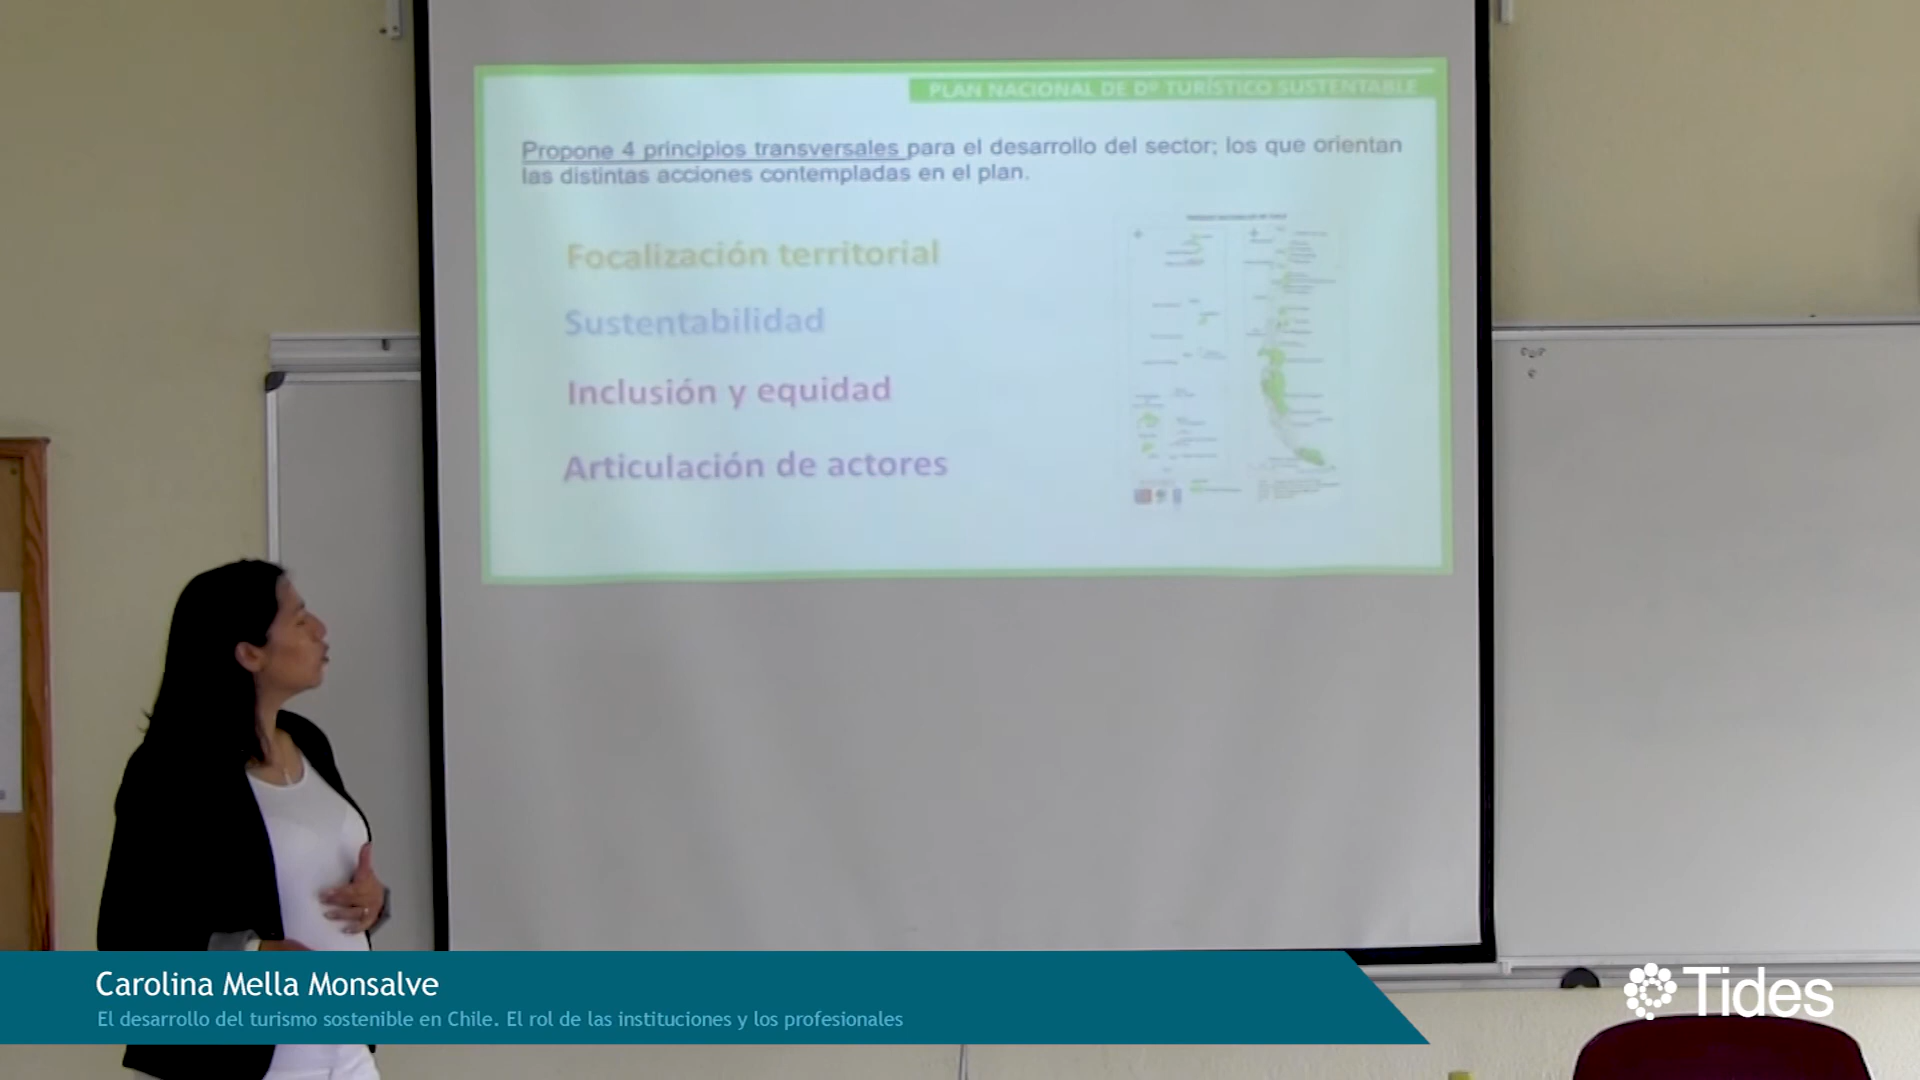 PLAN NACIONAL DE Dº TURÍSTICO SUSTENTABLE
Propone 4 principios transversales para el desarrollo del sector; los que orientan
las distintas acciones contempladas en el plan.
Focalización territorial
Sustentabilidad
Inclusión y equidad
Articulación de actores
Carolina Mella Monsalve
El desarrollo del turismo sostenible en Chile. El rol de las instituciones y los profesionales
Tides